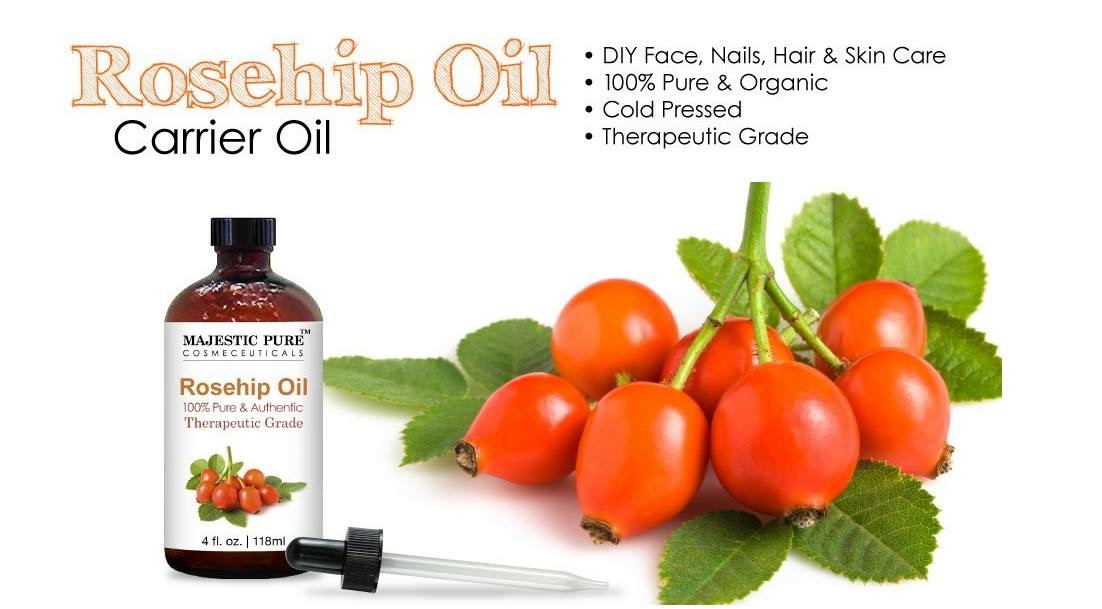 Rosehip Oil
Carrier Oil
• DIY Face, Nails, Hair & Skin Care
• 100% Pure & Organic
• Cold Pressed
• Therapeutic Grade
MAJESTIC PURE™
COSMECEUTICALS
Rosehip Oil
100% Pure & Authentic
Therapeutic Grade
4 fl. oz. | 118ml